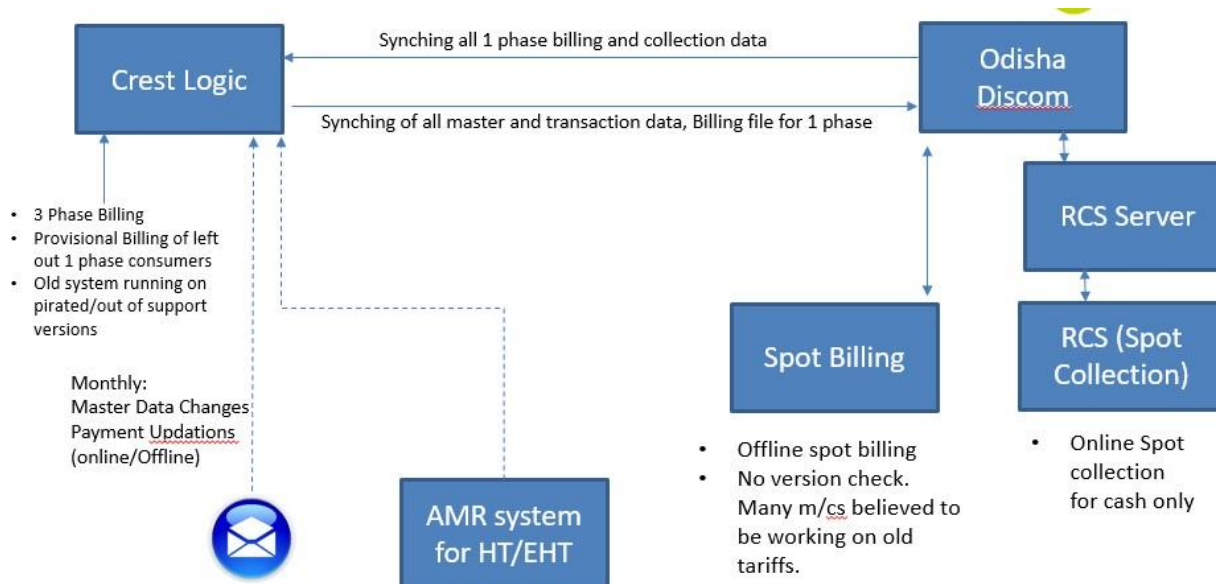 Synching all 1 phase billing and collection data
Crest Logic
Odisha
Discom
Synching of all master and transaction data, Billing file for 1 phase
• 3 Phase Billing
• Provisional Billing of left
out 1 phase consumers
• Old system running on
pirated/out of support
versions
RCS Server
Monthly:
Master Data Changes
Payment Updations
(online/Offline)
Spot Billing
RCS (Spot
Collection)
AMR system
for HT/EHT
• Offline spot billing
• No version check.
Many m/cs believed to
be working on old
tariffs.
• Online Spot
collection
for cash only